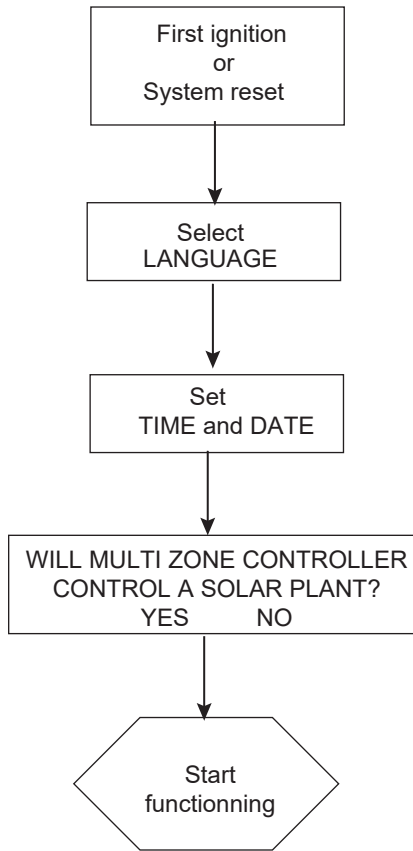 First ignition
or
System reset
Select
LANGUAGE
Set
TIME and DATE
WILL MULTI ZONE CONTROLLER
CONTROL A SOLAR PLANT?
YES NO
Start
functionning